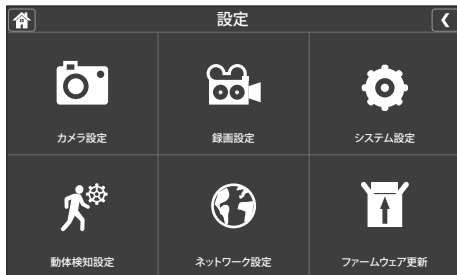 設定
カメラ設定
録画設定
システム設定
動体検知設定
ネットワーク設定
ファームウェア更新